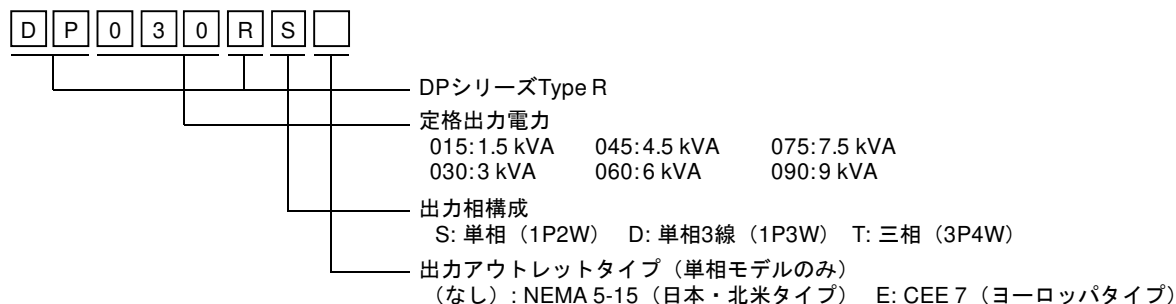 DP030RS
DPシリーズType R
定格出力電力
015:1.5 kVA 045:4.5 kVA 075:7.5 kVA
030:3 kVA 060:6 kVA 090:9 kVA
出力相構成
S: 単相（1P2W） D: 単相3線（1P3W） T: 三相（3P4W）
出力アウトレットタイプ（単相モデルのみ）
（なし）: NEMA 5-15（日本・北米タイプ） E: CEE 7（ヨーロッパタイプ）